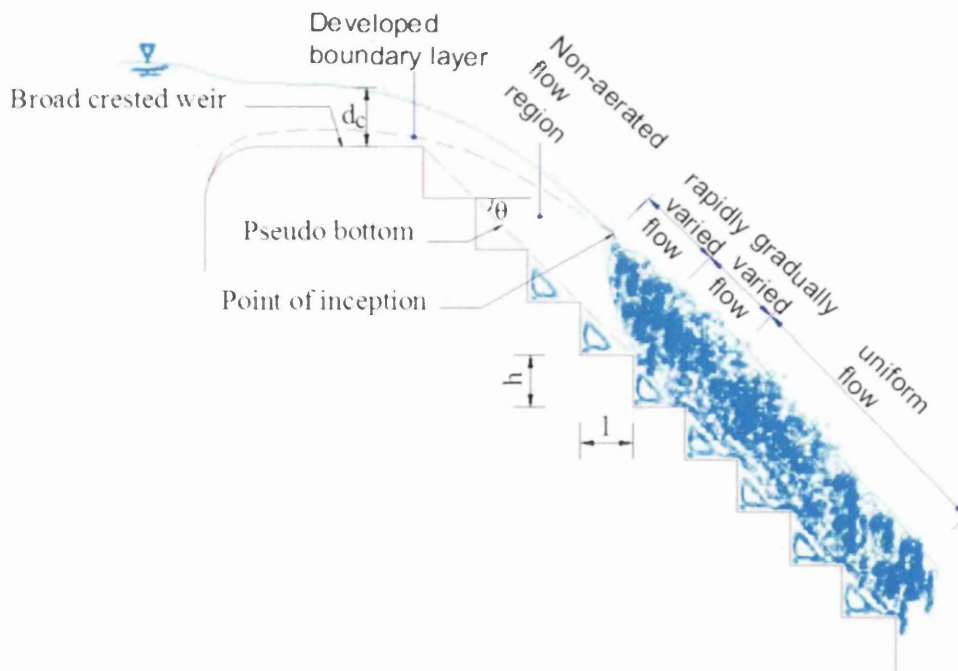 Developed
boundary layer
Non-aerated
flow
region
Broad crested weir
dc
rapidly gradually
varied varied
flow flow
θ
Pseudo bottom
Point of inception
uniform
flow
h
l